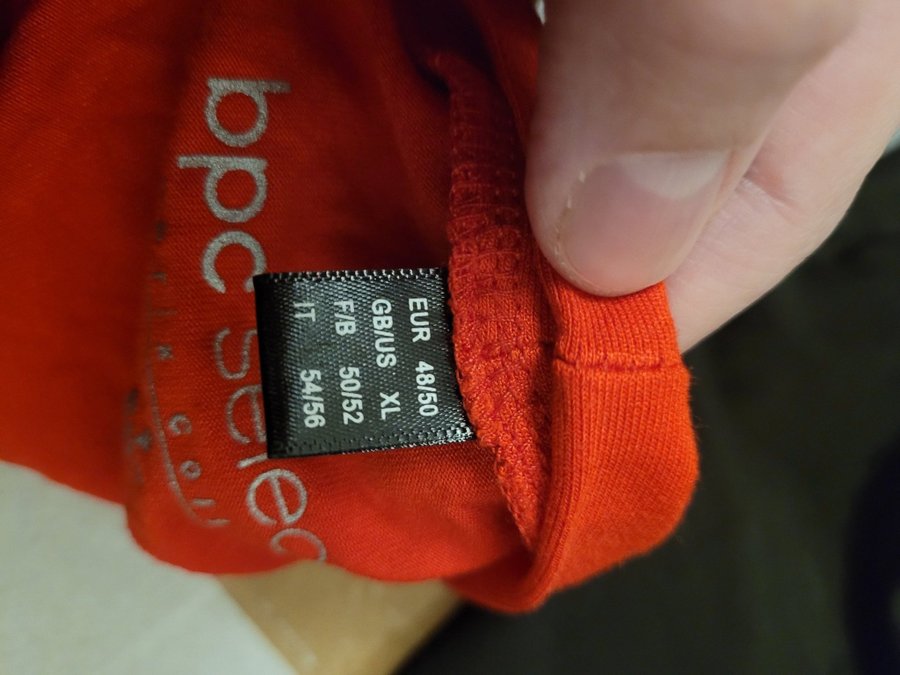 bpc selec
EUR 48/50
GB/US XL
F/B 50/52
IT 54/56